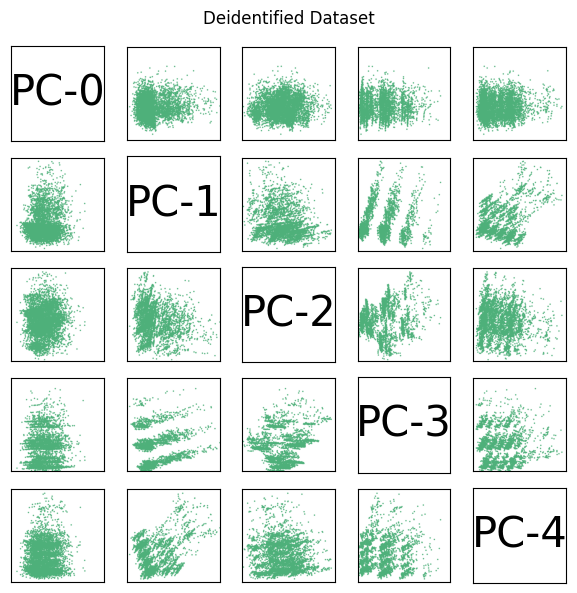 Deidentified Dataset
PC-0
PC-1
PC-2
PC-3
PC-4